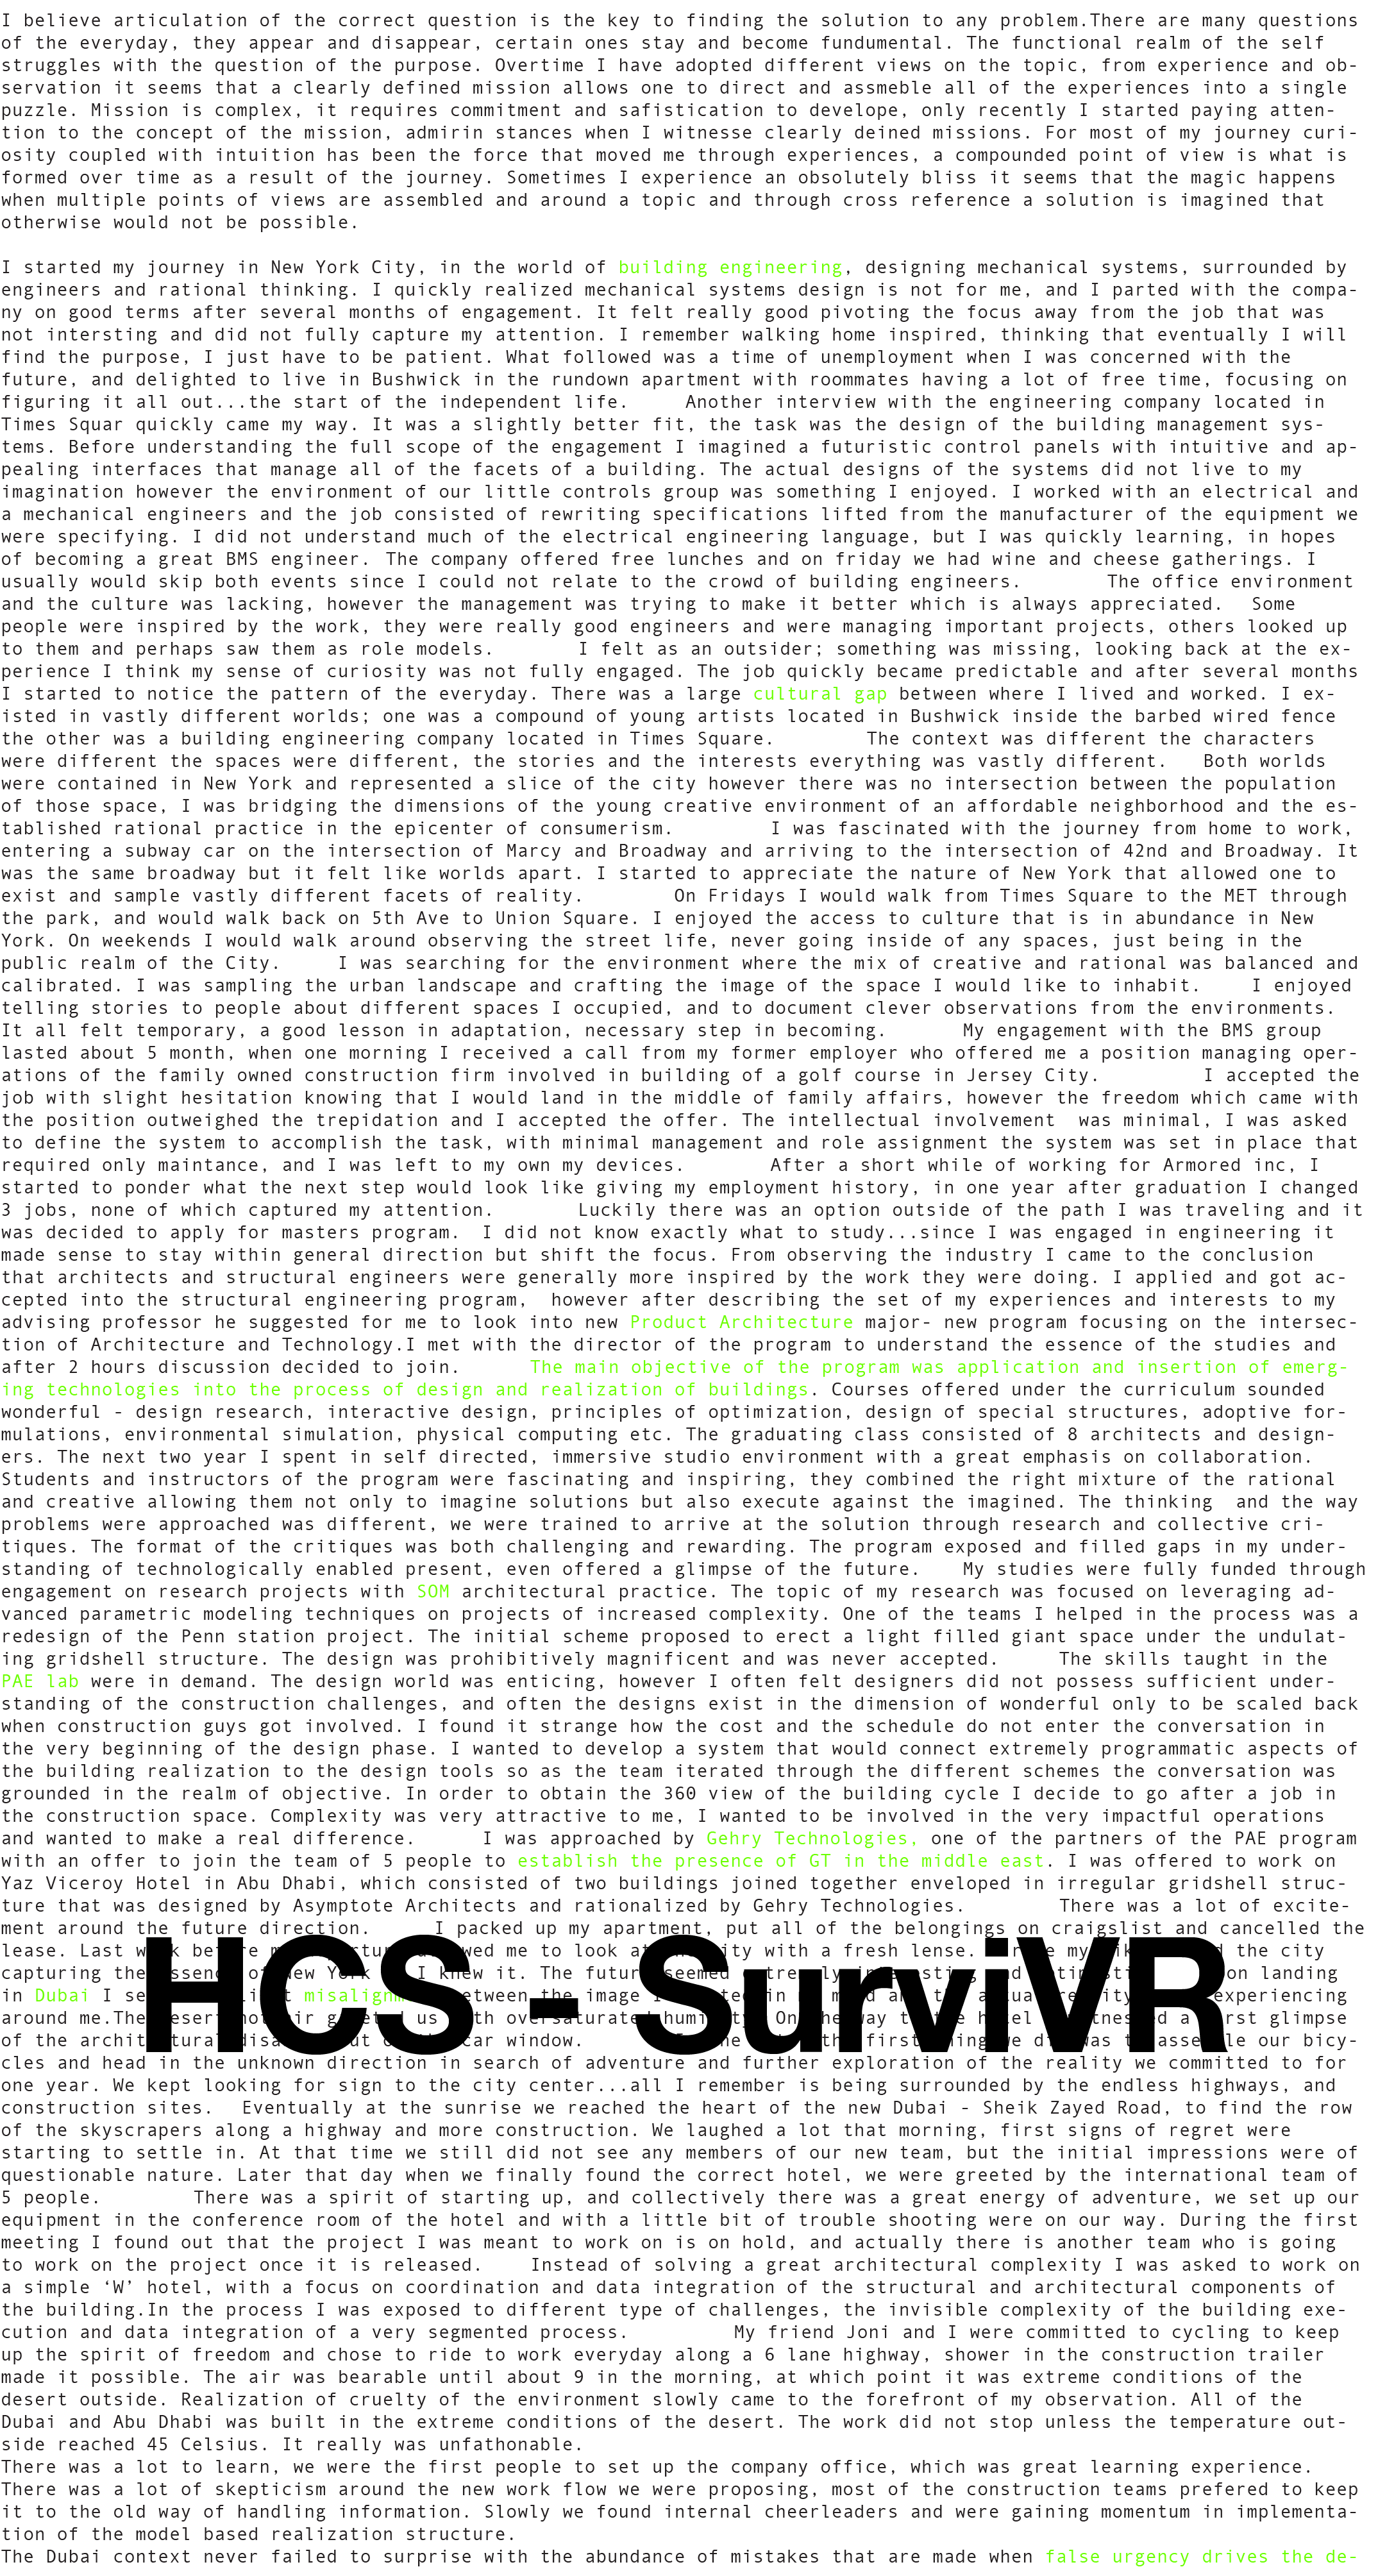 I believe articulation of the correct question is the key to finding the solution to any problem.There are many questions
of the everyday, they appear and disappear, certain ones stay and become fundumental. The functional realm of the self
struggles with the question of the purpose. Overtime I have adopted different views on the topic, from experience and ob-
servation it seems that a clearly defined mission allows one to direct and assmeble all of the experiences into a single
puzzle. Mission is complex, it requires commitment and safistication to develope, only recently I started paying atten-
tion to the concept of the mission, admirin stances when I witnesse clearly deined missions. For most of my journey curi-
osity coupled with intuition has been the force that moved me through experiences, a compounded point of view is what is
formed over time as a result of the journey. Sometimes I experience an absolutely bliss it seems that the magic happens
when multiple points of views are assembled and around a topic and through cross reference a solution is imagined that
otherwise would not be possible.
I started my journey in New York City, in the world of building engineering, designing mechanical systems, surrounded by
engineers and rational thinking. I quickly realized mechanical systems design is not for me, and I parted with the compa-
ny on good terms after several months of engagement. It felt really good pivoting the focus away from the job that was
not intersting and did not fully capture my attention. I remember walking home inspired, thinking that eventually I will
find the purpose, I just have to be patient. What followed was a time of unemployment when I was concerned with the
future, and delighted to live in Bushwick in the rundown apartment with roommates having a lot of free time, focusing on
figuring it all out...the start of the independent life. Another interview with the engineering company located in
Times Squar quickly came my way. It was a slightly better fit, the task was the design of the building management sys-
tems. Before understanding the full scope of the engagement I imagined a futuristic control panels with intuitive and ap-
pealing interfaces that manage all of the facets of a building. The actual designs of the systems did not live to my
imagination however the environment of our little controls group was something I enjoyed. I worked with an electrical and
a mechanical engineers and the job consisted of rewriting specifications lifted from the manufacturer of the equipment we
were specifying. I did not understand much of the electrical engineering language, but I was quickly learning, in hopes
of becoming a great BMS engineer. The company offered free lunches and on friday we had wine and cheese gatherings. I
usually would skip both events since I could not relate to the crowd of building engineers. The office environment
and the culture was lacking, however the management was trying to make it better which is always appreciated. Some
people were inspired by the work, they were really good engineers and were managing important projects, others looked up
to them and perhaps saw them as role models. I felt as an outsider; something was missing, looking back at the ex-
perience I think my sense of curiosity was not fully engaged. The job quickly became predictable and after several months
I started to notice the pattern of the everyday. There was a large cultural gap between where I lived and worked. I ex-
isted in vastly different worlds; one was a compound of young artists located in Bushwick inside the barbed wired fence
the other was a building engineering company located in Times Square. The context was different the characters
were different the spaces were different, the stories and the interests everything was vastly different. Both worlds
were contained in New York and represented a slice of the city however there was no intersection between the population
of those space, I was bridging the dimensions of the young creative environment of an affordable neighborhood and the es-
tablished rational practice in the epicenter of consumerism. I was fascinated with the journey from home to work,
entering a subway car on the intersection of Marcy and Broadway and arriving to the intersection of 42nd and Broadway. It
was the same broadway but it felt like worlds apart. I started to appreciate the nature of New York that allowed one to
exist and sample vastly different facets of reality. On Fridays I would walk from Times Square to the MET through
the park, and would walk back on 5th Ave to Union Square. I enjoyed the access to culture that is in abundance in New
York. On weekends I would walk around observing the street life, never going inside of any spaces, just being in the
public realm of the City. I was searching for the environment where the mix of creative and rational was balanced and
calibrated. I was sampling the urban landscape and crafting the image of the space I would like to inhabit. I enjoyed
telling stories to people about different spaces I occupied, and to document clever observations from the environments.
It all felt temporary, a good lesson in adaptation, necessary step in becoming. My engagement with the BMS group
lasted about 5 month, when one morning I received a call from my former employer who offered me a position managing oper-
ations of the family owned construction firm involved in building of a golf course in Jersey City. I accepted the
job with slight hesitation knowing that I would land in the middle of family affairs, however the freedom which came with
the position outweighed the trepidation and I accepted the offer. The intellectual involvement was minimal, I was asked
to define the system to accomplish the task, with minimal management and role assignment the system was set in place that
required only maintance, and I was left to my own my devices. After a short while of working for Armored inc, I
started to ponder what the next step would look like giving my employment history, in one year after graduation I changed
3 jobs, none of which captured my attention. Luckily there was an option outside of the path I was traveling and it
was decided to apply for masters program. I did not know exactly what to study...since I was engaged in engineering it
made sense to stay within general direction but shift the focus. From observing the industry I came to the conclusion
that architects and structural engineers were generally more inspired by the work they were doing. I applied and got ac-
cepted into the structural engineering program, however after describing the set of my experiences and interests to my
advising professor he suggested for me to look into new Product Architecture major- new program focusing on the intersec-
tion of Architecture and Technology.I met with the director of the program to understand the essence of the studies and
after 2 hours discussion decided to join. The main objective of the program was application and insertion of emerg-
ing technologies into the process of design and realization of buildings. Courses offered under the curriculum sounded
wonderful - design research, interactive design, principles of optimization, design of special structures, adoptive for-
mulations, environmental simulation, physical computing etc. The graduating class consisted of 8 architects and design-
ers. The next two year I spent in self directed, immersive studio environment with a great emphasis on collaboration.
Students and instructors of the program were fascinating and inspiring, they combined the right mixture of the rational
and creative allowing them not only to imagine solutions but also execute against the imagined. The thinking and the way
problems were approached was different, we were trained to arrive at the solution through research and collective cri-
tiques. The format of the critiques was both challenging and rewarding. The program exposed and filled gaps in my under-
standing of technologically enabled present, even offered a glimpse of the future. My studies were fully funded through
engagement on research projects with SOM architectural practice. The topic of my research was focused on leveraging ad-
vanced parametric modeling techniques on projects of increased complexity. One of the teams I helped in the process was a
redesign of the Penn station project. The initial scheme proposed to erect a light filled giant space under the undulat-
ing gridshell structure. The design was prohibitively magnificent and was never accepted. The skills taught in the
PAE lab were in demand. The design world was enticing, however I often felt designers did not possess sufficient under-
standing of the construction challenges, and often the designs exist in the dimension of wonderful only to be scaled back
when construction guys got involved. I found it strange how the cost and the schedule do not enter the conversation in
the very beginning of the design phase. I wanted to develop a system that would connect extremely programmatic aspects of
the building realization to the design tools so as the team iterated through the different schemes the conversation was
grounded in the realm of objective. In order to obtain the 360 view of the building cycle I decide to go after a job in
the construction space. Complexity was very attractive to me, I wanted to be involved in the very impactful operations
and wanted to make a real difference. I was approached by Gehry Technologies, one of the partners of the PAE program
with an offer to join the team of 5 people to establish the presence of GT in the middle east. I was offered to work on
Yaz Viceroy Hotel in Abu Dhabi, which consisted of two buildings joined together enveloped in irregular gridshell struc-
ture that was designed by Asymptote Architects and rationalized by Gehry Technologies. There was a lot of excite-
ment around the future direction. I packed up my apartment, put all of the belongings on craigslist and cancelled the
lease. Last me to look at city with a fresh lense. my the city
capturing the New York I knew it. The future seemed landing
in Dubai I between the image experiencing
around me. air oversaturated On the way to glimpse
of the out car window. the first we did was to our bicy-
HCS - SurviVR
cles and head in the unknown direction in search of adventure and further exploration of the reality we committed to for
one year. We kept looking for sign to the city center...all I remember is being surrounded by the endless highways, and
construction sites. Eventually at the sunrise we reached the heart of the new Dubai - Sheik Zayed Road, to find the row
of the skyscrapers along a highway and more construction. We laughed a lot that morning, first signs of regret were
starting to settle in. At that time we still did not see any members of our new team, but the initial impressions were of
questionable nature. Later that day when we finally found the correct hotel, we were greeted by the international team of
5 people. There was a spirit of starting up, and collectively there was a great energy of adventure, we set up our
equipment in the conference room of the hotel and with a little bit of trouble shooting were on our way. During the first
meeting I found out that the project I was meant to work on is on hold, and actually there is another team who is going
to work on the project once it is released. Instead of solving a great architectural complexity I was asked to work on
a simple ‘W’ hotel, with a focus on coordination and data integration of the structural and architectural components of
the building.In the process I was exposed to different type of challenges, the invisible complexity of the building exe-
cution and data integration of a very segmented process. My friend Joni and I were committed to cycling to keep
up the spirit of freedom and chose to ride to work everyday along a 6 lane highway, shower in the construction trailer
made it possible. The air was bearable until about 9 in the morning, at which point it was extreme conditions of the
desert outside. Realization of cruelty of the environment slowly came to the forefront of my observation. All of the
Dubai and Abu Dhabi was built in the extreme conditions of the desert. The work did not stop unless the temperature out-
side reached 45 Celsius. It really was unfathonable.
There was a lot to learn, we were the first people to set up the company office, which was great learning experience.
There was a lot of skepticism around the new work flow we were proposing, most of the construction teams prefered to keep
it to the old way of handling information. Slowly we found internal cheerleaders and were gaining momentum in implementa-
tion of the model based realization structure.
The Dubai context never failed to surprise with the abundance of mistakes that are made when false urgency drives the de-